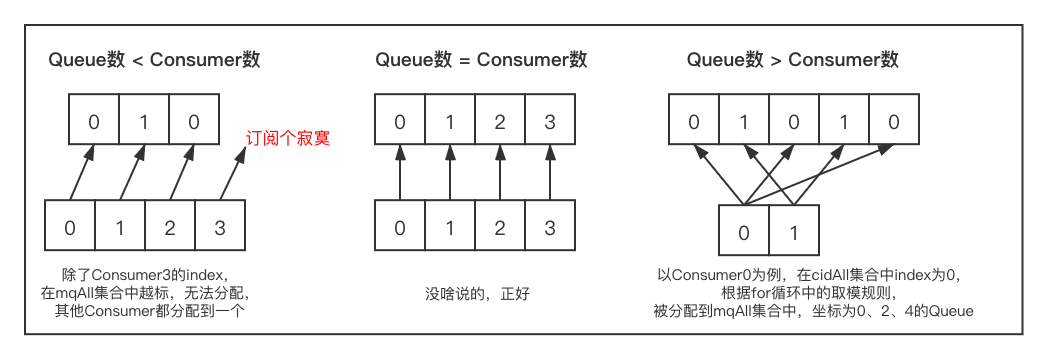 Queue数 < Consumer数
0 1 0
订阅个寂寞
0 1 2 3
除了Consumer3的index，
在mqAll集合中越标，无法分配，
其他Consumer都分配到一个
Queue数 = Consumer数
0 1 2 3
0 1 2 3
没啥说的，正好
Queue数 > Consumer数
0 1 0 1 0
0 1
以Consumer0为例，在cidAll集合中index为0，
根据for循环中的取模规则，
被分配到mqAll集合中，坐标为0、2、4的Queue